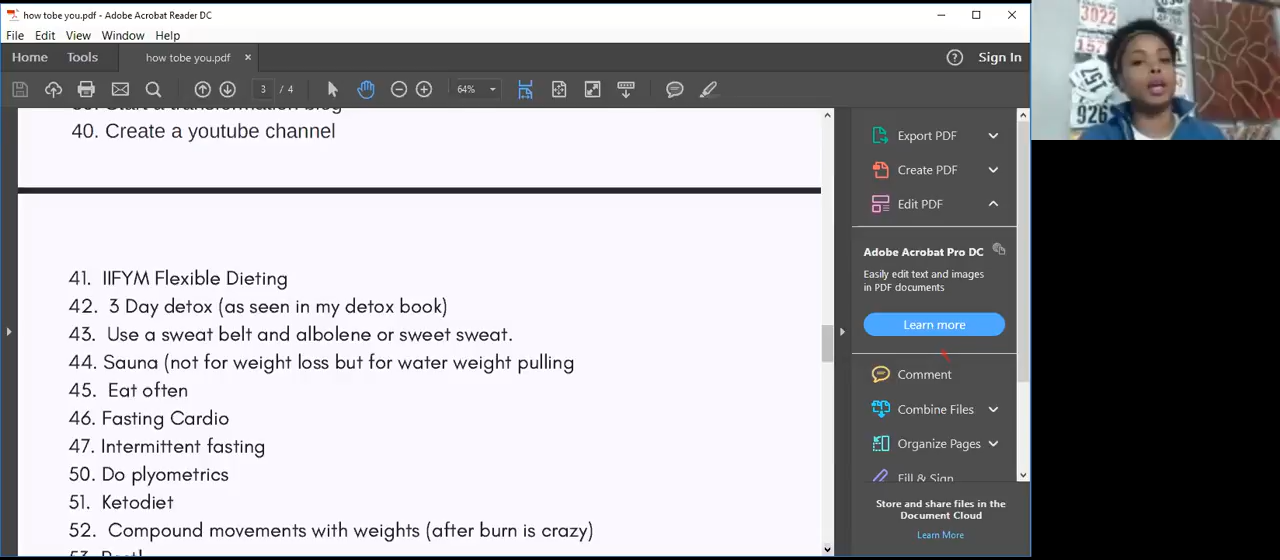 how tobe you.pdf - Adobe Acrobat Reader DC
File Edit View Window Help
Home Tools how tobe you.pdf × Sign In
3 / 4 64%
40. Create a youtube channel
41. IIFYM Flexible Dieting
42. 3 Day detox (as seen in my detox book)
43. Use a sweat belt and albolene or sweet sweat.
44. Sauna (not for weight loss but for water weight pulling
45. Eat often
46. Fasting Cardio
47. Intermittent fasting
50. Do plyometrics
51. Ketodiet
52. Compound movements with weights (after burn is crazy)
Export PDF
Create PDF
Edit PDF
Adobe Acrobat Pro DC
Easily edit text and images
in PDF documents
Learn more
Comment
Combine Files
Organize Pages
Fill & Sign
Store and share files in the
Document Cloud
Learn More
3022
157
151
926